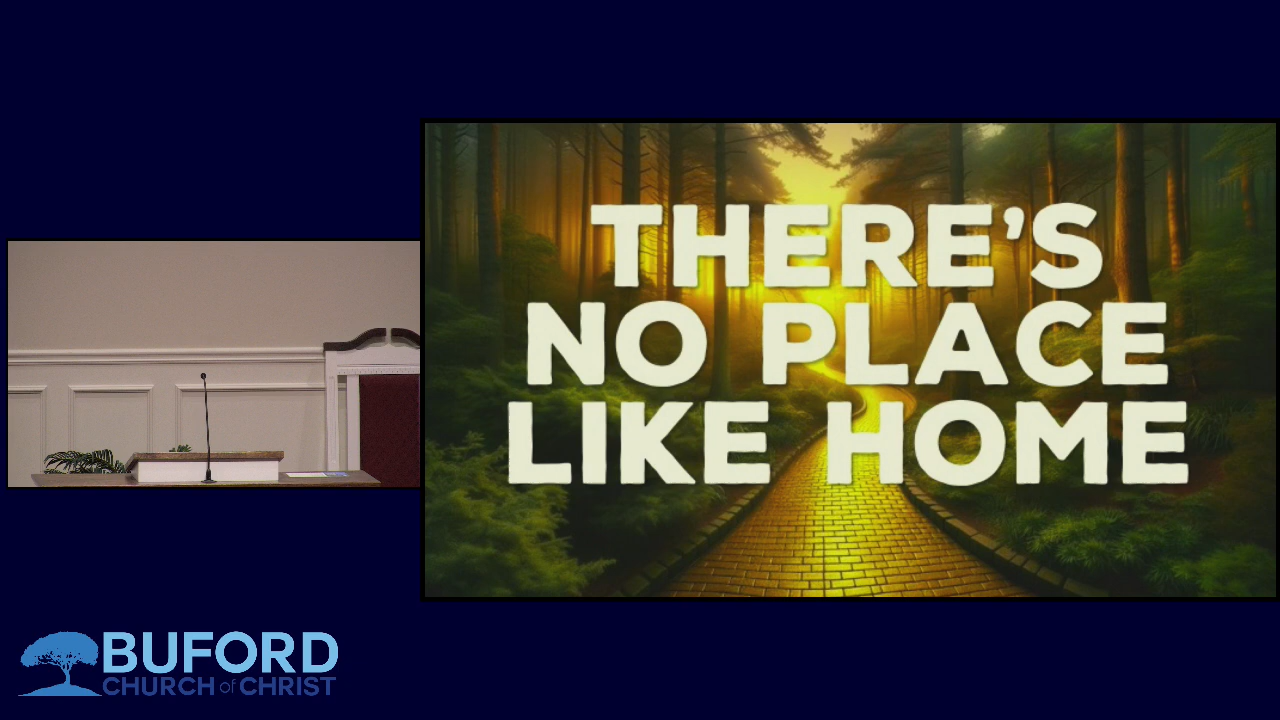 THERE'S
NO PLACE
LIKE HOME
BUFORD
CHURCH of CHRIST